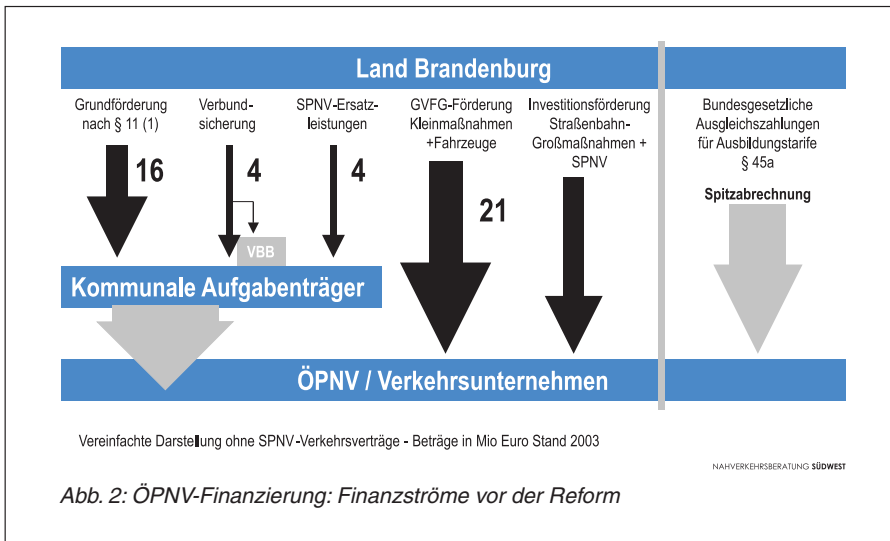 Land Brandenburg
Grundförderung
nach § 11 (1)
16
Verbund-
sicherung
4
VBB
SPNV-Ersatz-
leistungen
4
GVFG-Förderung
Kleinmaßnahmen
+Fahrzeuge
21
Investitionsförderung
Straßenbahn-
Großmaßnahmen +
SPNV
Bundesgesetzliche
Ausgleichszahlungen
für Ausbildungstarife
§ 45a
Spitzabrechnung
Kommunale Aufgabenträger
ÖPNV / Verkehrsunternehmen
Vereinfachte Darstellung ohne SPNV-Verkehrsverträge - Beträge in Mio Euro Stand 2003
NAHVERKEHRSBERATUNG SÜDWEST
Abb. 2: ÖPNV-Finanzierung: Finanzströme vor der Reform